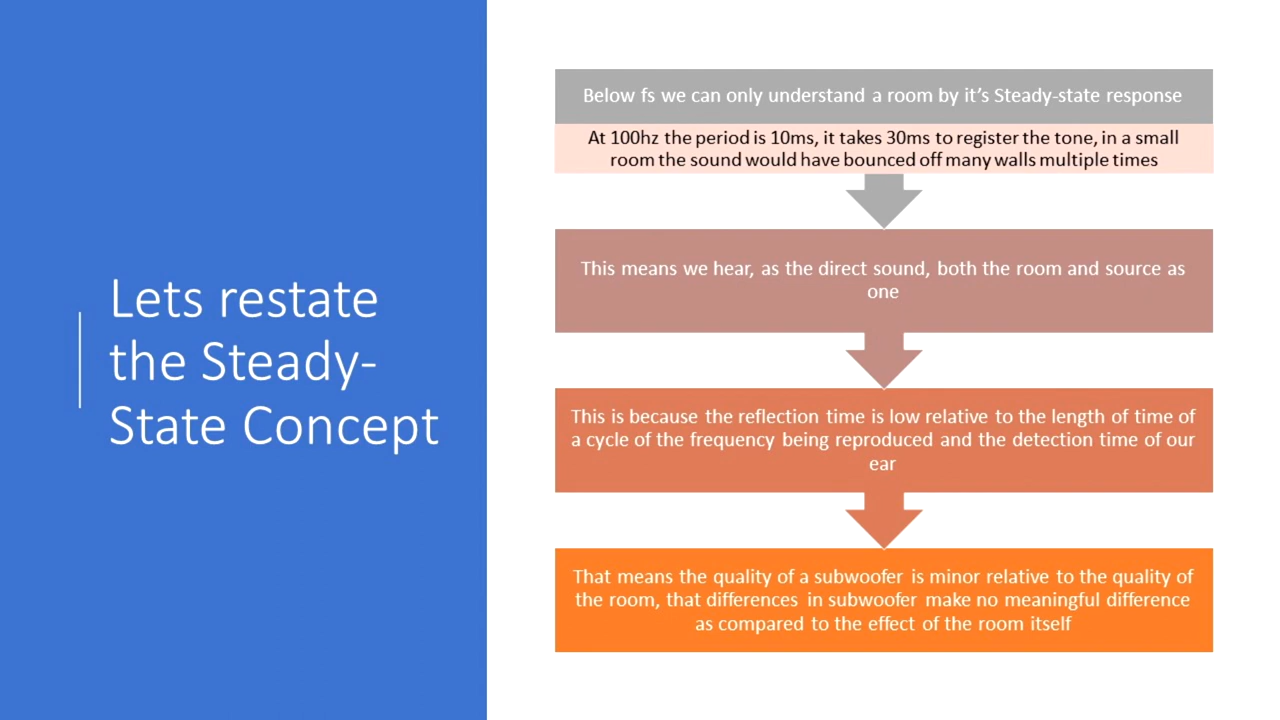 Lets restate
the Steady-
State Concept
Below fs we can only understand a room by it’s Steady-state response
At 100hz the period is 10ms, it takes 30ms to register the tone, in a small
room the sound would have bounced off many walls multiple times
This means we hear, as the direct sound, both the room and source as
one
This is because the reflection time is low relative to the length of time of
a cycle of the frequency being reproduced and the detection time of our
ear
That means the quality of a subwoofer is minor relative to the quality of
the room, that differences in subwoofer make no meaningful difference
as compared to the effect of the room itself